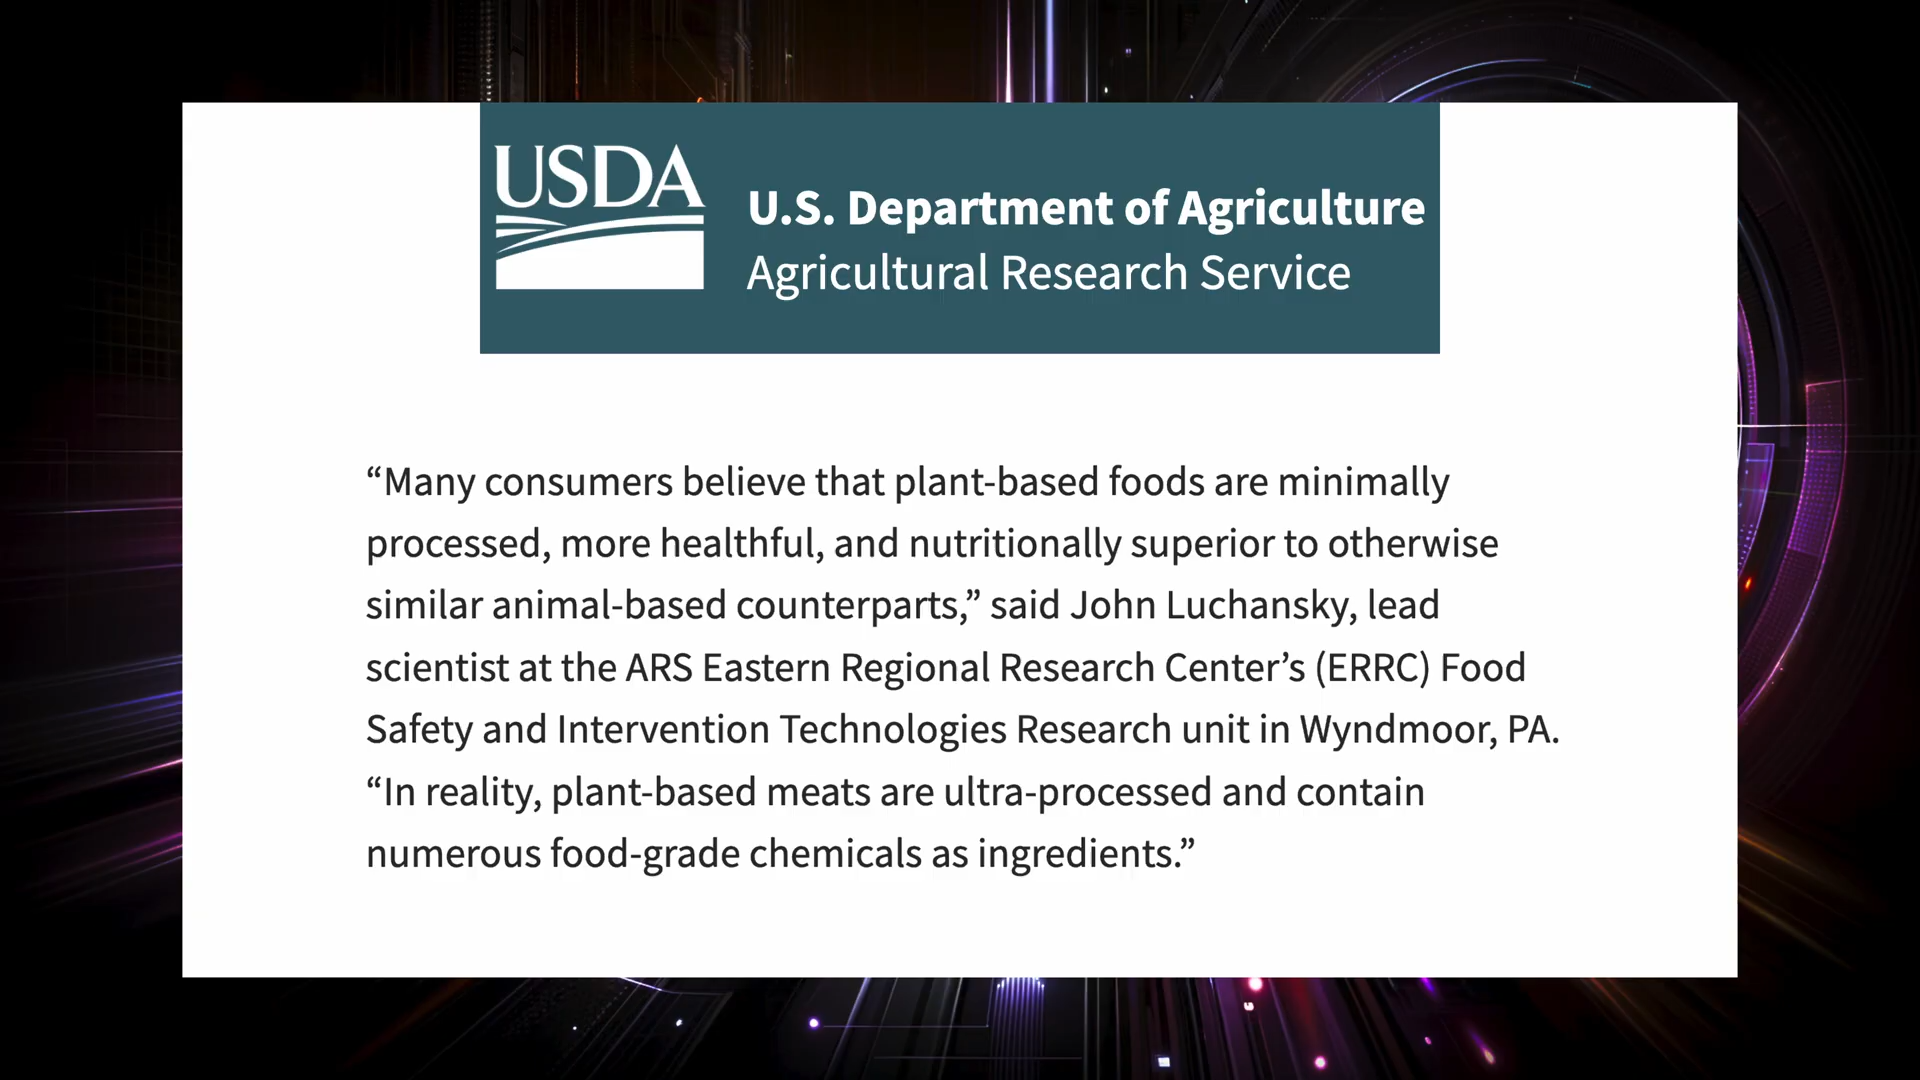 USDA
U.S. Department of Agriculture
Agricultural Research Service
“Many consumers believe that plant-based foods are minimally
processed, more healthful, and nutritionally superior to otherwise
similar animal-based counterparts,” said John Luchansky, lead
scientist at the ARS Eastern Regional Research Center’s (ERRC) Food
Safety and Intervention Technologies Research unit in Wyndmoor, PA.
“In reality, plant-based meats are ultra-processed and contain
numerous food-grade chemicals as ingredients.”